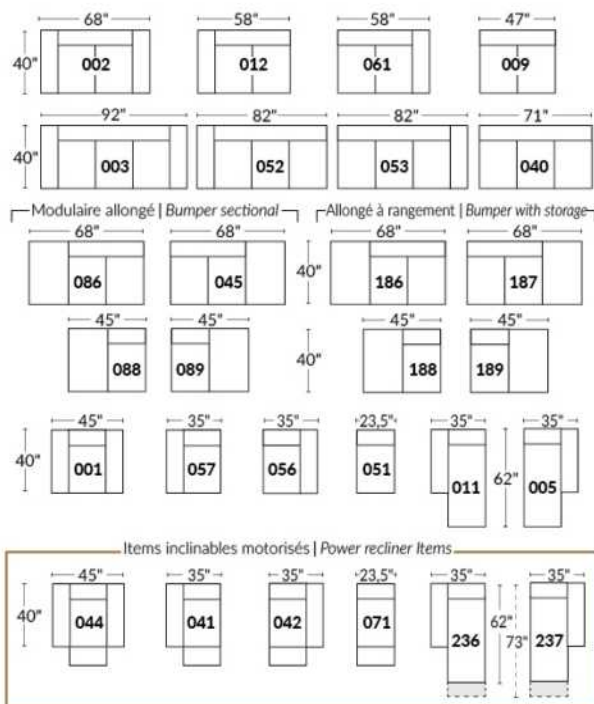 68" 58" 58" 47"
40" 002 012 061 009
92" 82" 82" 71"
40" 003 052 053 040
Modulaire allongé | Bumper sectional Allongé à rangement | Bumper with storage
68" 68" 68" 68"
086 045 40" 186 187
45" 45" 45" 45"
088 089 40" 188 189
45" 35" 35" 23,5" 35" 35"
40" 001 057 056 051 011 62" 005
Items inclinables motorisés | Power recliner Items
45" 35" 35" 23,5" 35" 35"
40" 044 041 042 071 236 62" 73" 237